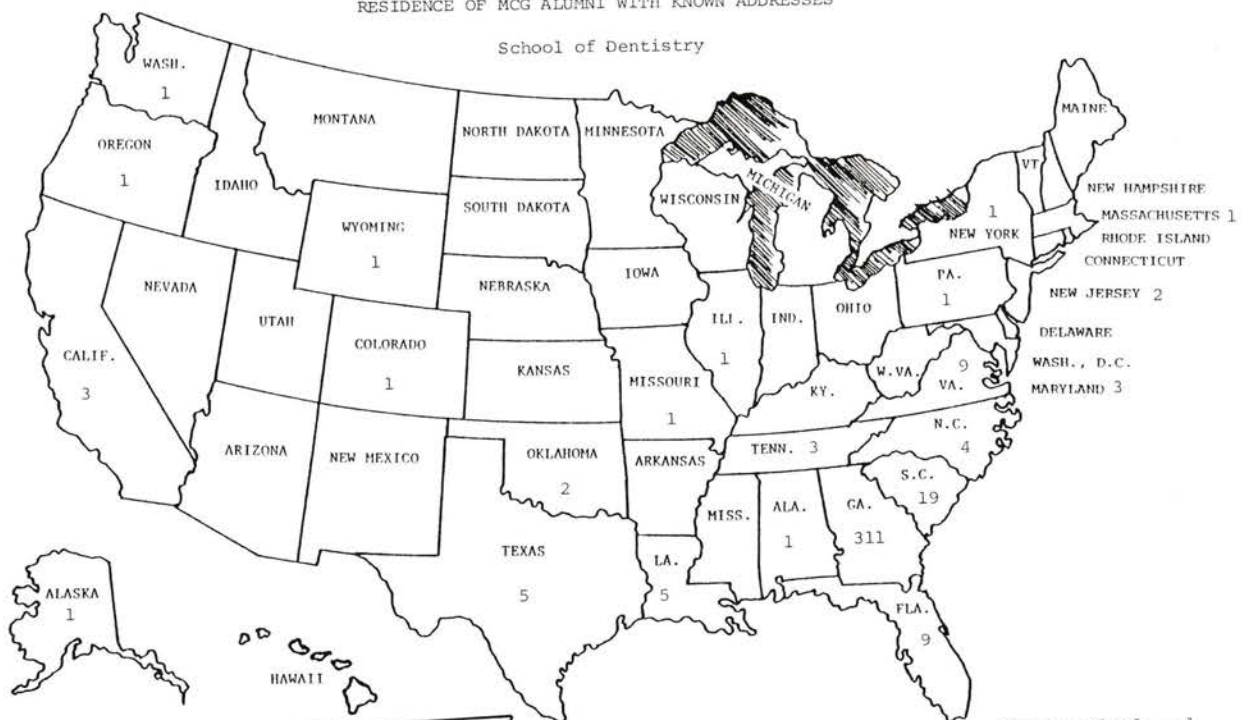 RESIDENCE OF MCG ALUMNI WITH KNOWN ADDRESSES
School of Dentistry
WASH.
1
MONTANA
NORTH DAKOTA
MINNESOTA
MAINE
OREGON
1
IDAHO
VT
MICHIGAN
NEW HAMPSHIRE
WISCONSIN
SOUTH DAKOTA
WYOMING
1
1
NEW YORK
MASSACHUSETTS 1
RHODE ISLAND
CONNECTICUT
IOWA
PA.
1
NEVADA
NEBRASKA
NEW JERSEY 2
UTAH
ILL.
1
IND.
OHIO
DELAWARE
COLORADO
1
CALIF.
3
KANSAS
MISSOURI
1
W.VA.
9
VA.
WASH., D.C.
MARYLAND 3
KY.
N.C.
4
ARIZONA
NEW MEXICO
OKLAHOMA
2
ARKANSAS
TENN. 3
S.C.
19
MISS.
ALA.
1
GA.
311
TEXAS
5
LA.
5
ALASKA
1
FLA.
9
HAWAII